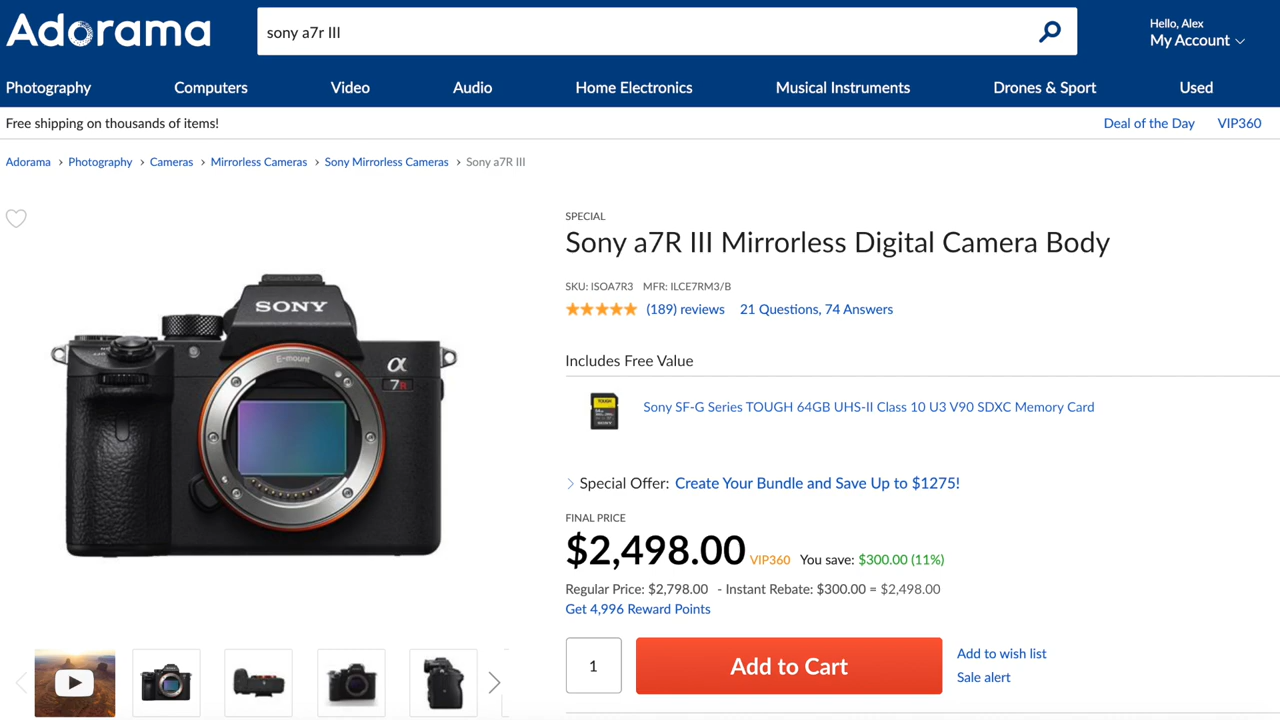 Adorama
sony a7r III
Hello, Alex
My Account
Photography Computers Video Audio Home Electronics Musical Instruments Drones & Sport Used
Free shipping on thousands of items!
Deal of the Day VIP360
Adorama > Photography > Cameras > Mirrorless Cameras > Sony Mirrorless Cameras > Sony a7R III
SPECIAL
Sony a7R III Mirrorless Digital Camera Body
SKU: ISOA7R3 MFR: ILCE7RM3/B
(189) reviews 21 Questions, 74 Answers
SONY
E-mount
α
7R
Includes Free Value
TOUGH
SONY
Sony SF-G Series TOUGH 64GB UHS-II Class 10 U3 V90 SDXC Memory Card
Special Offer: Create Your Bundle and Save Up to $1275!
FINAL PRICE
$2,498.00 VIP360 You save: $300.00 (11%)
Regular Price: $2,798.00 - Instant Rebate: $300.00 = $2,498.00
Get 4,996 Reward Points
1
Add to Cart
Add to wish list
Sale alert